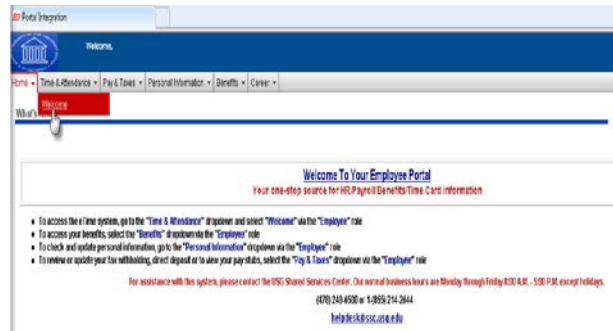 Portal Integration
Welcome,
Home Time & Attendance Pay & Taxes Personal Information Benefits Career
Welcome
What's
Welcome To Your Employee Portal
Your one-stop source for HR/Payroll/Benefits/Time Card information
• To access the eTime system, go to the "Time & Attendance" dropdown and select "Welcome" via the "Employee" role
• To access your benefits, select the "Benefits" dropdown via the "Employee" role
• To check and update personal information, go to the "Personal Information" dropdown via the "Employee" role
• To review or update your tax withholding, direct deposit or to view your pay stubs, select the "Pay & Taxes" dropdown via the "Employee" role
For assistance with this system, please contact the USG Shared Services Center. Our normal business hours are Monday through Friday 8:00 A.M. - 5:00 P.M. except holidays.
(478) 240-6500 or 1-(855) 214-2644
helpdesk@ssc.usg.edu